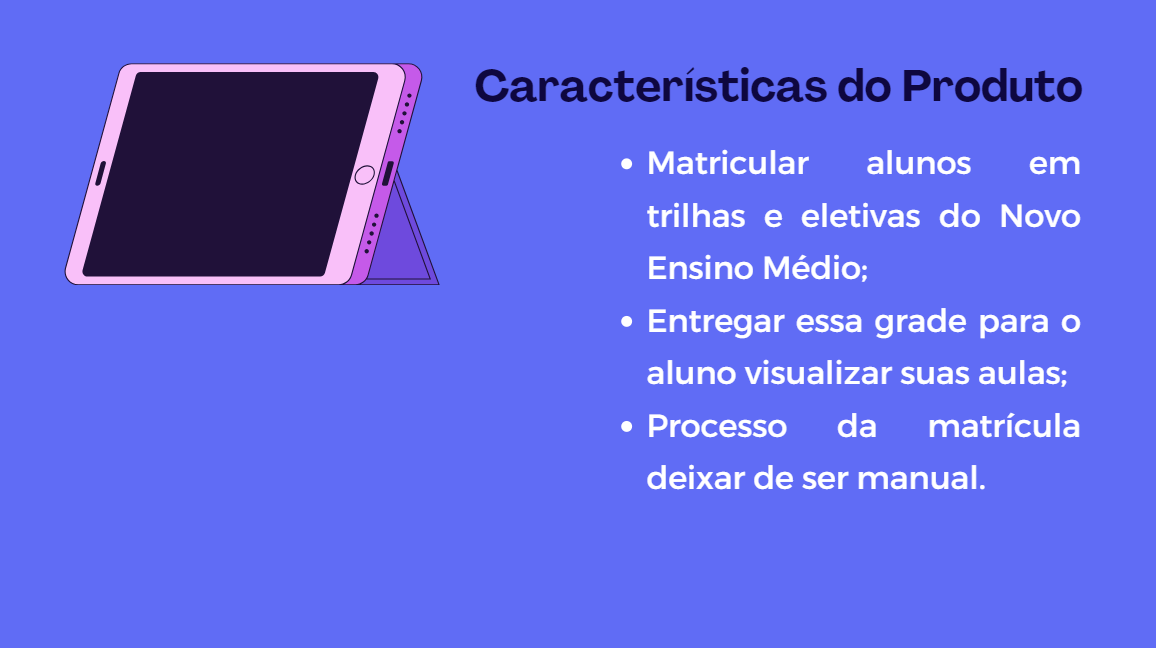 Características do Produto
• Matricular alunos em
trilhas e eletivas do Novo
Ensino Médio;
• Entregar essa grade para o
aluno visualizar suas aulas;
• Processo da matrícula
deixar de ser manual.